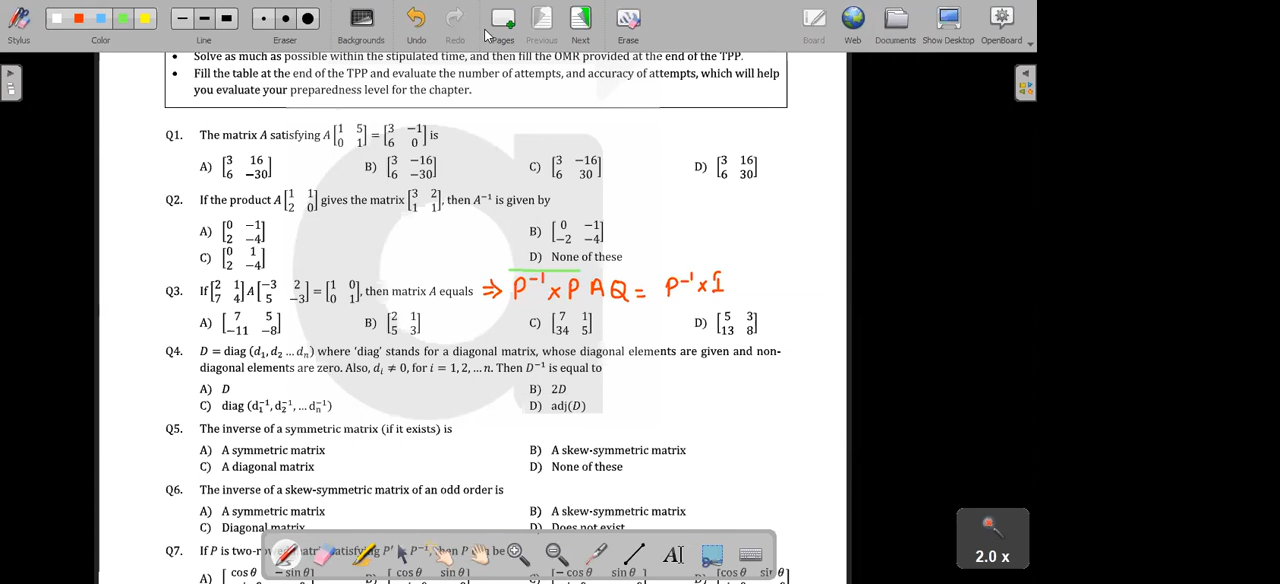 Stylus Color Line Eraser Backgrounds Undo Redo Pages Previous Next Erase Board Web Documents Show Desktop OpenBoard
• Solve as much as possible within the stipulated time, and then fill the OMR provided at the end of the TPP.
• Fill the table at the end of the TPP and evaluate the number of attempts, and accuracy of attempts, which will help
you evaluate your preparedness level for the chapter.
Q1. The matrix A satisfying A [1 5 0 1] = [3 −1 6 0] is
A) [3 16 6 −30] B) [3 −16 6 −30] C) [3 −16 6 30] D) [3 16 6 30]
Q2. If the product A [1 1 2 0] gives the matrix [3 2 1 1], then A⁻¹ is given by
A) [0 −1 2 −4] B) [0 −1 −2 −4]
C) [0 1 2 −4] D) None of these
Q3. If [2 1 7 4] A [−3 2 5 −3] = [1 0 0 1], then matrix A equals ⇒ P⁻¹ × P A Q = P⁻¹ × I
A) [7 5 −11 −8] B) [2 1 5 3] C) [7 1 34 5] D) [5 3 13 8]
Q4. D = diag (d₁, d₂ … dₙ) where ‘diag’ stands for a diagonal matrix, whose diagonal elements are given and non-
diagonal elements are zero. Also, dᵢ ≠ 0, for i = 1, 2, … n. Then D⁻¹ is equal to
A) D B) 2D
C) diag (d₁⁻¹, d₂⁻¹, … dₙ⁻¹) D) adj(D)
Q5. The inverse of a symmetric matrix (if it exists) is
A) A symmetric matrix B) A skew-symmetric matrix
C) A diagonal matrix D) None of these
Q6. The inverse of a skew-symmetric matrix of an odd order is
A) A symmetric matrix B) A skew-symmetric matrix
C) Diagonal matrix D) Does not exist
Q7. If P is two-r
A) cos θ − sin θ cos θ sin θ − cos θ sin θ
2.0 x